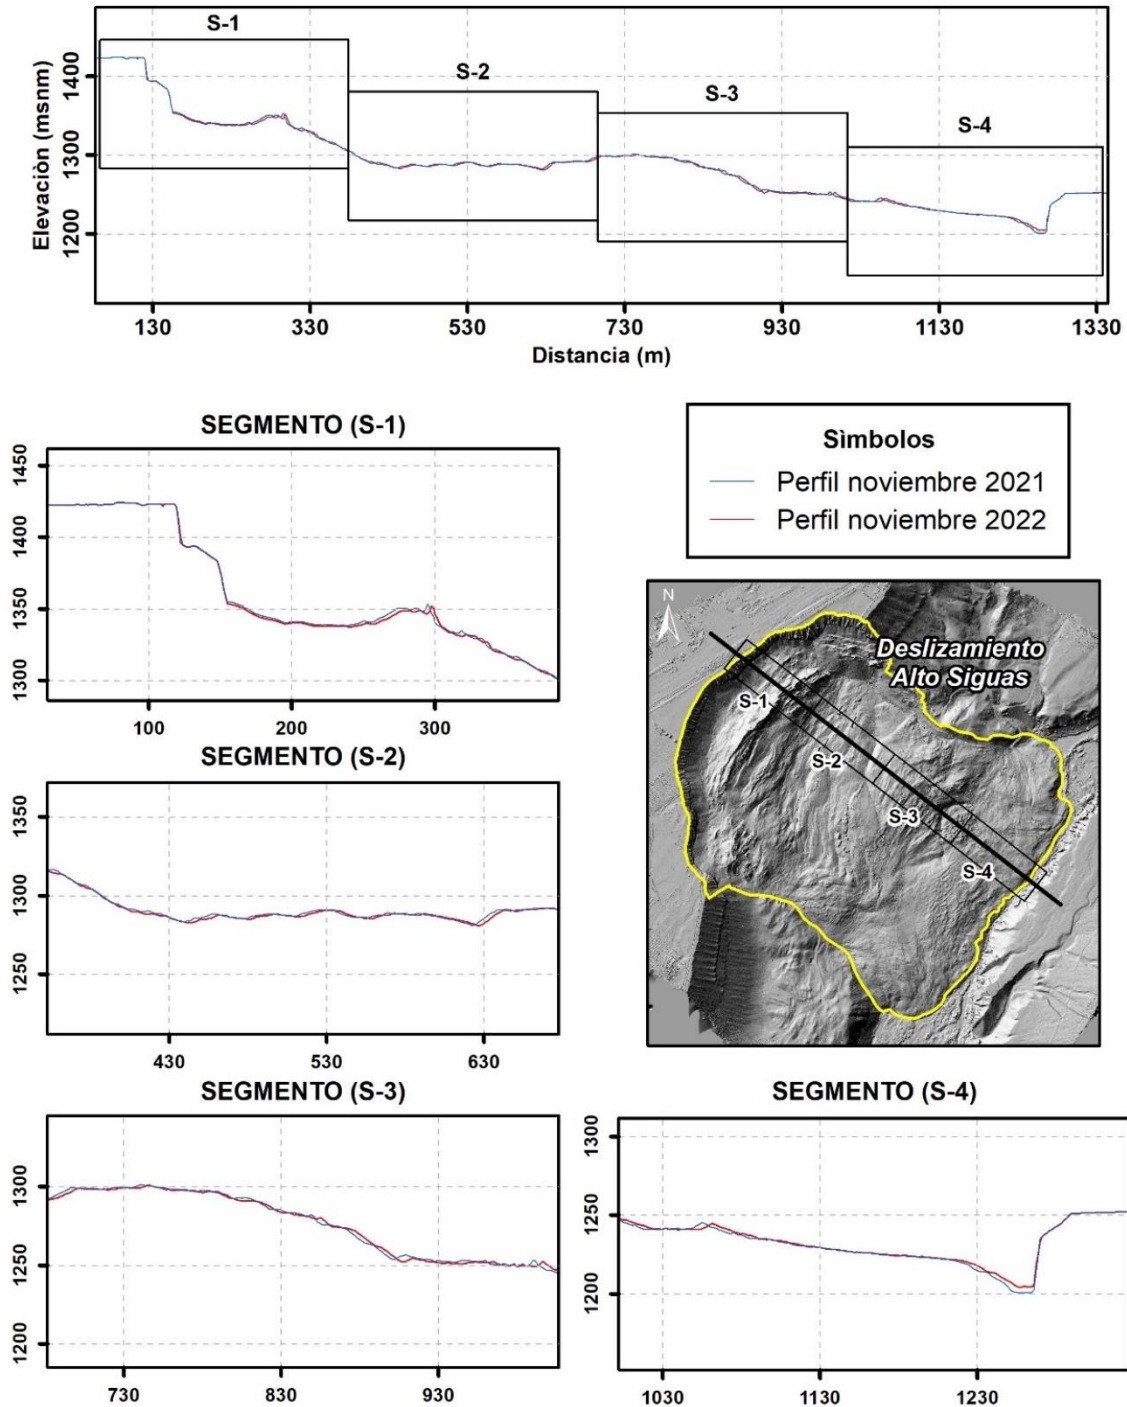 S-1
S-2
S-3
S-4
Elevaciòn (msnm)
1400
1300
1200
130 330 530 730 930 1130 1330
Distancia (m)
SEGMENTO (S-1)
1450
1400
1350
1300
100 200 300
Sìmbolos
Perfil noviembre 2021
Perfil noviembre 2022
SEGMENTO (S-2)
1350
1300
1250
430 530 630
N
Deslizamiento
Alto Siguas
S-1
S-2
S-3
S-4
SEGMENTO (S-3)
1300
1250
1200
730 830 930
SEGMENTO (S-4)
1300
1250
1200
1030 1130 1230